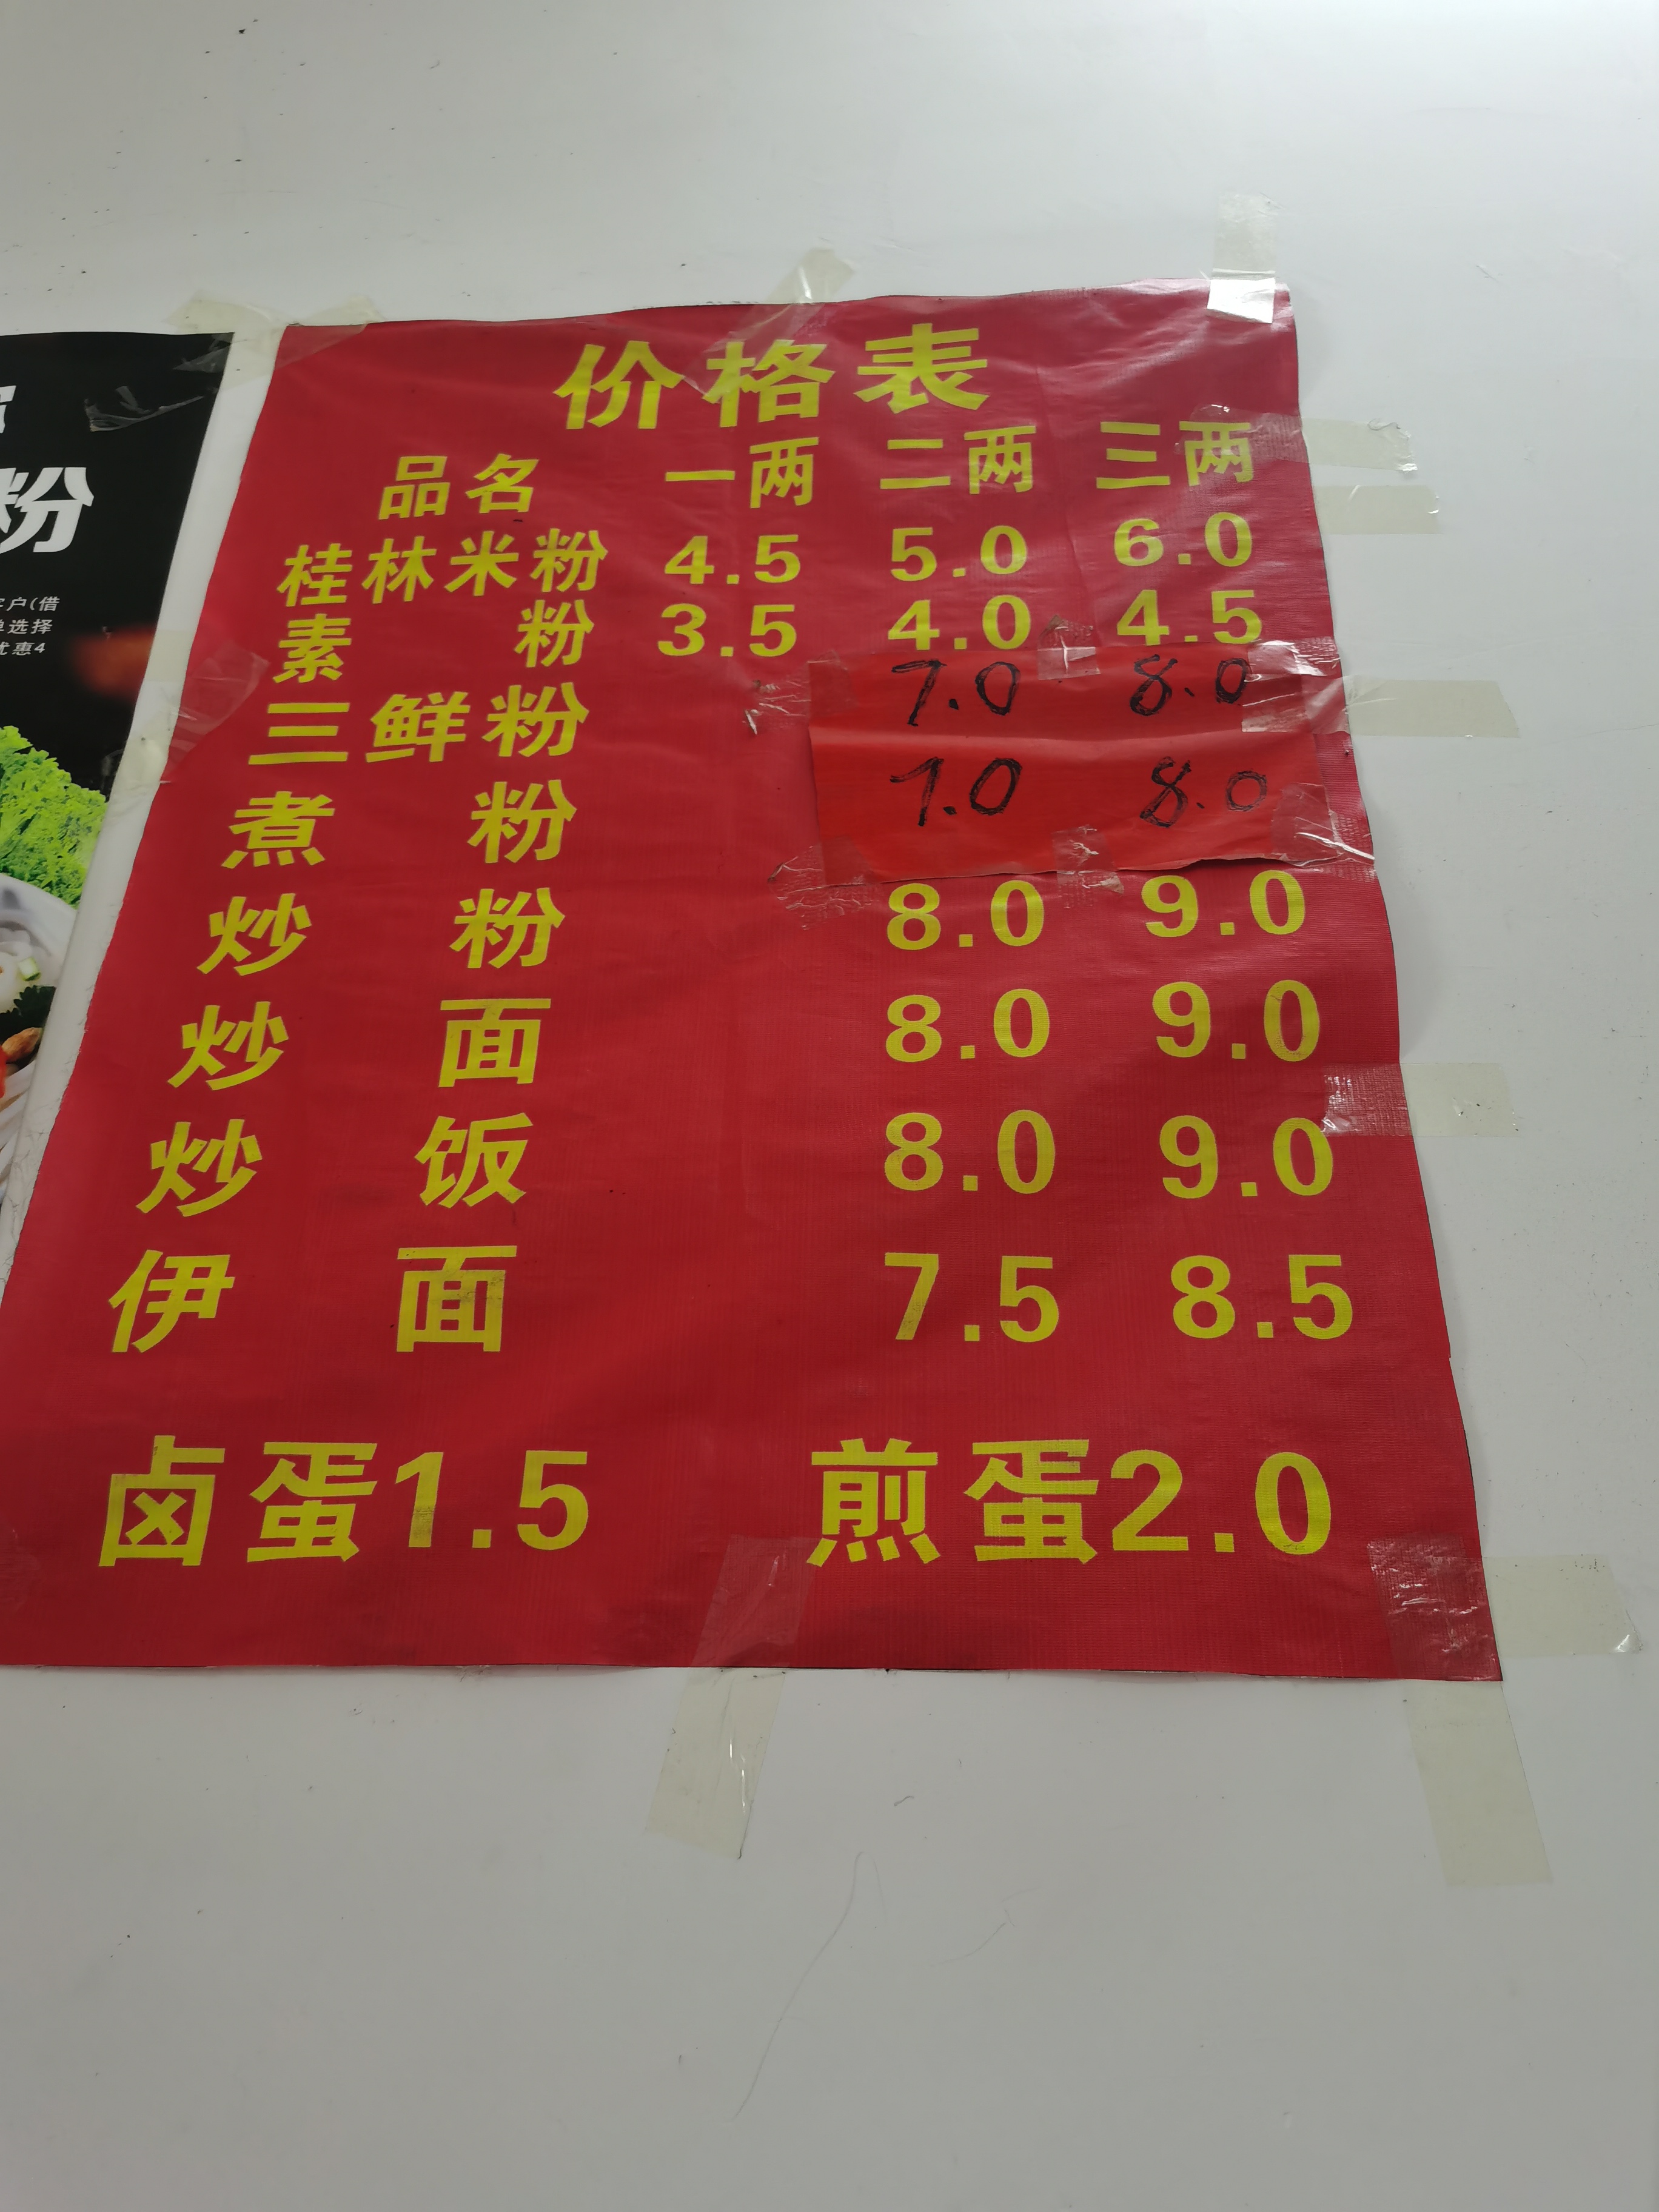 粉
户(借
选择
优惠4
价格表
品名 一两 二两 三两
桂林米粉 4.5 5.0 6.0
素粉 3.5 4.0 4.5
三鲜粉 7.0 8.0
煮粉 7.0 8.0
炒粉 8.0 9.0
炒面 8.0 9.0
炒饭 8.0 9.0
伊面 7.5 8.5
卤蛋1.5 煎蛋2.0